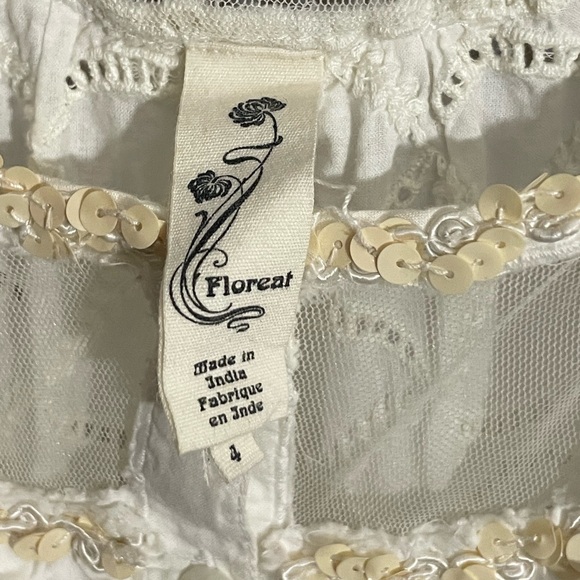 Floreat
Made in
India
Fabrique
en Inde
4